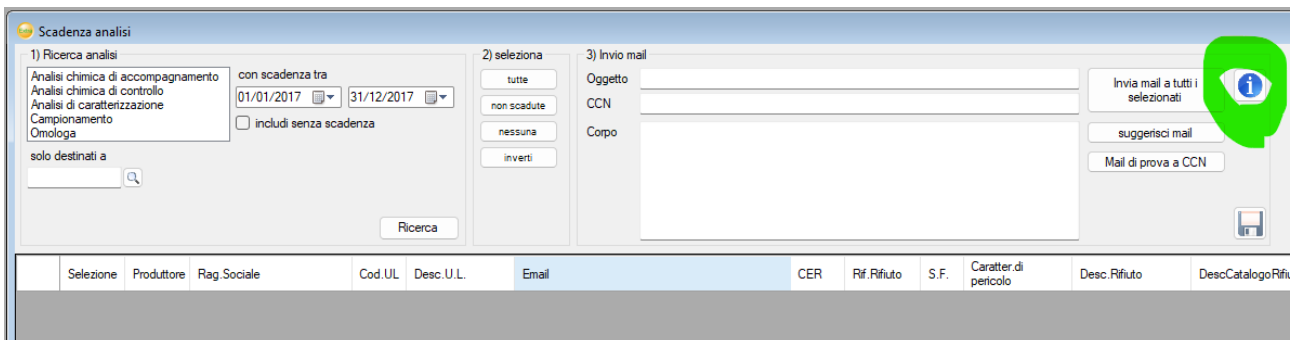 Scadenza analisi
1) Ricerca analisi
Analisi chimica di accompagnamento
Analisi chimica di controllo
Analisi di caratterizzazione
Campionamento
Omologa
con scadenza tra
01/01/2017 31/12/2017
includi senza scadenza
solo destinati a
Ricerca
2) seleziona
tutte
non scadute
nessuna
inverti
3) Invio mail
Oggetto
CCN
Corpo
Invia mail a tutti i
selezionati
suggerisci mail
Mail di prova a CCN
Selezione Produttore Rag.Sociale Cod.UL Desc.U.L. Email CER Rif.Rifiuto S.F. Caratter.di
pericolo Desc.Rifiuto DescCatalogoRifiu